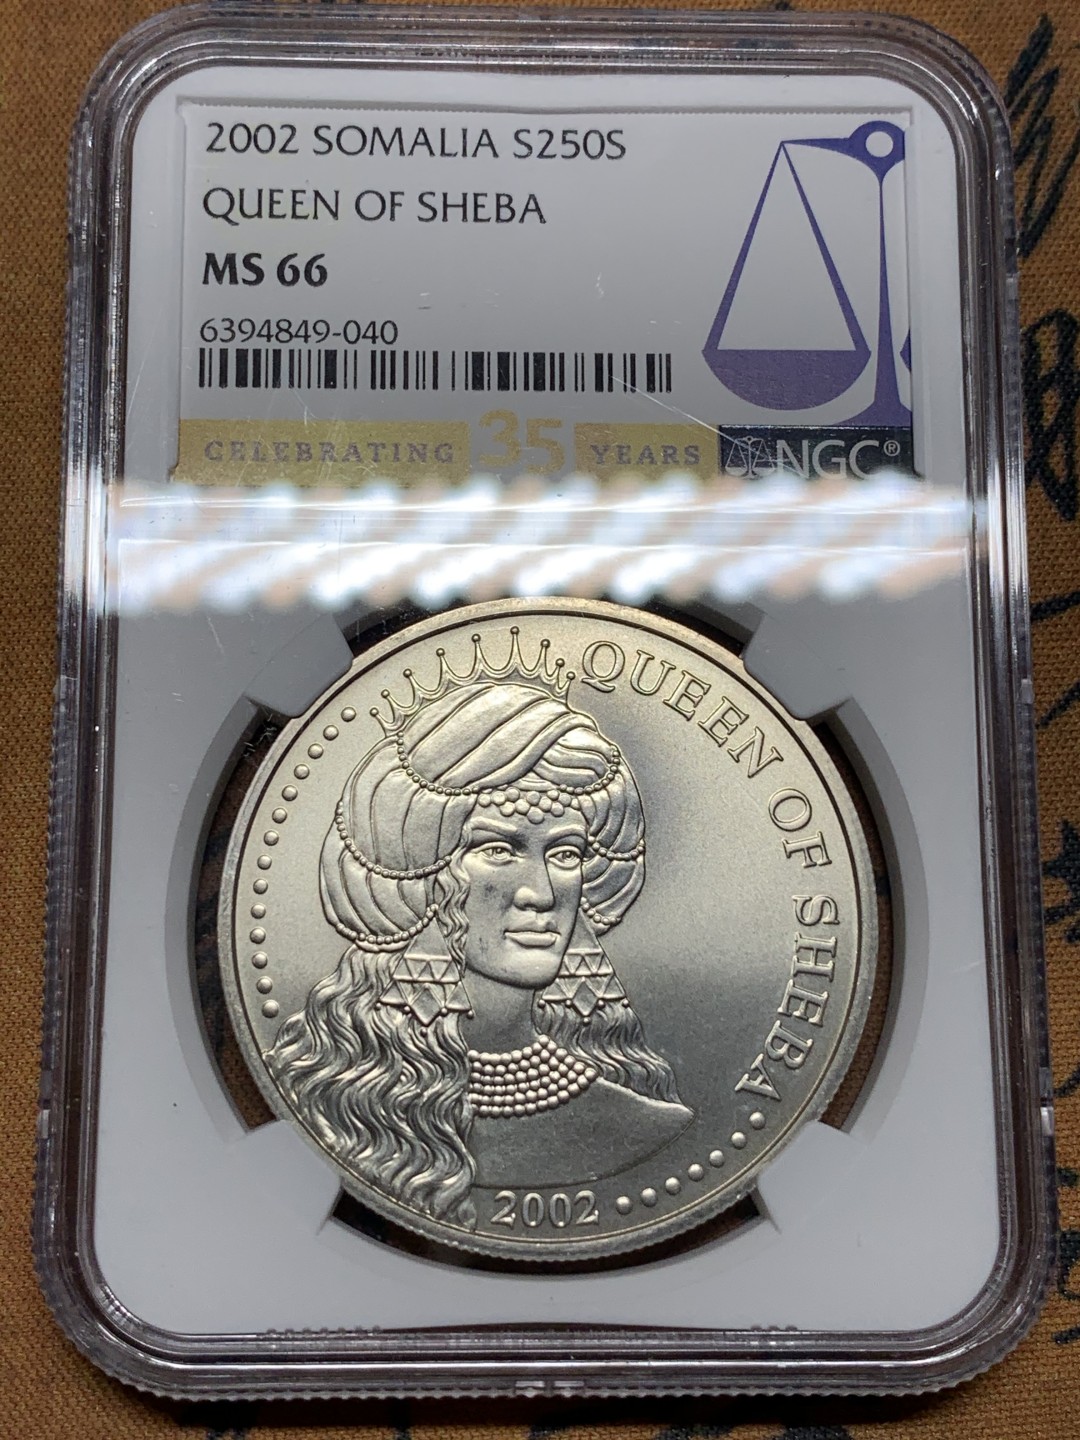 2002 SOMALIA S250S
QUEEN OF SHEBA
MS 66
6394849-040
CELEBRATING 35 YEARS NGC®
QUEEN OF SHEBA
2002